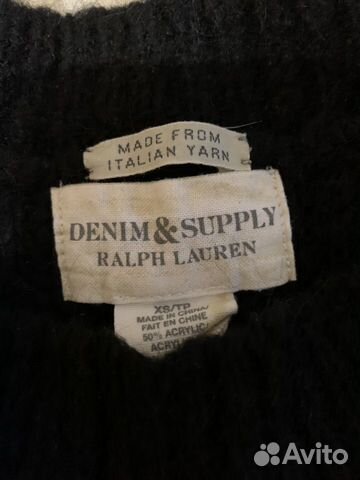 MADE FROM
ITALIAN YARN
DENIM & SUPPLY
RALPH LAUREN
XS/TP
MADE IN CHINA/
FAIT EN CHINE
50% ACRYLIC/
Avito